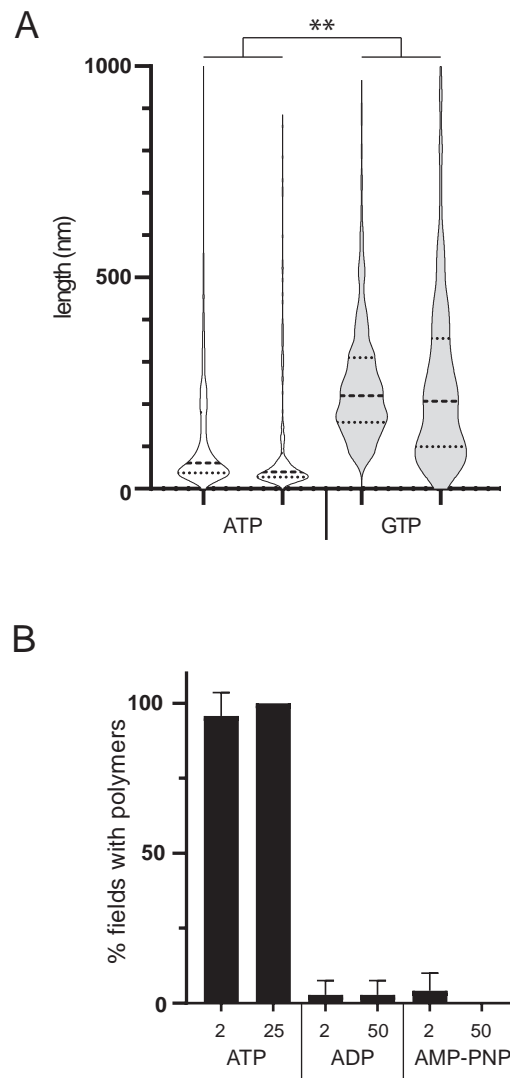 A
**
1000
length (nm)
500
0
ATP GTP
B
% fields with polymers
100
50
0
2 25 2 50 2 50
ATP ADP AMP-PNP